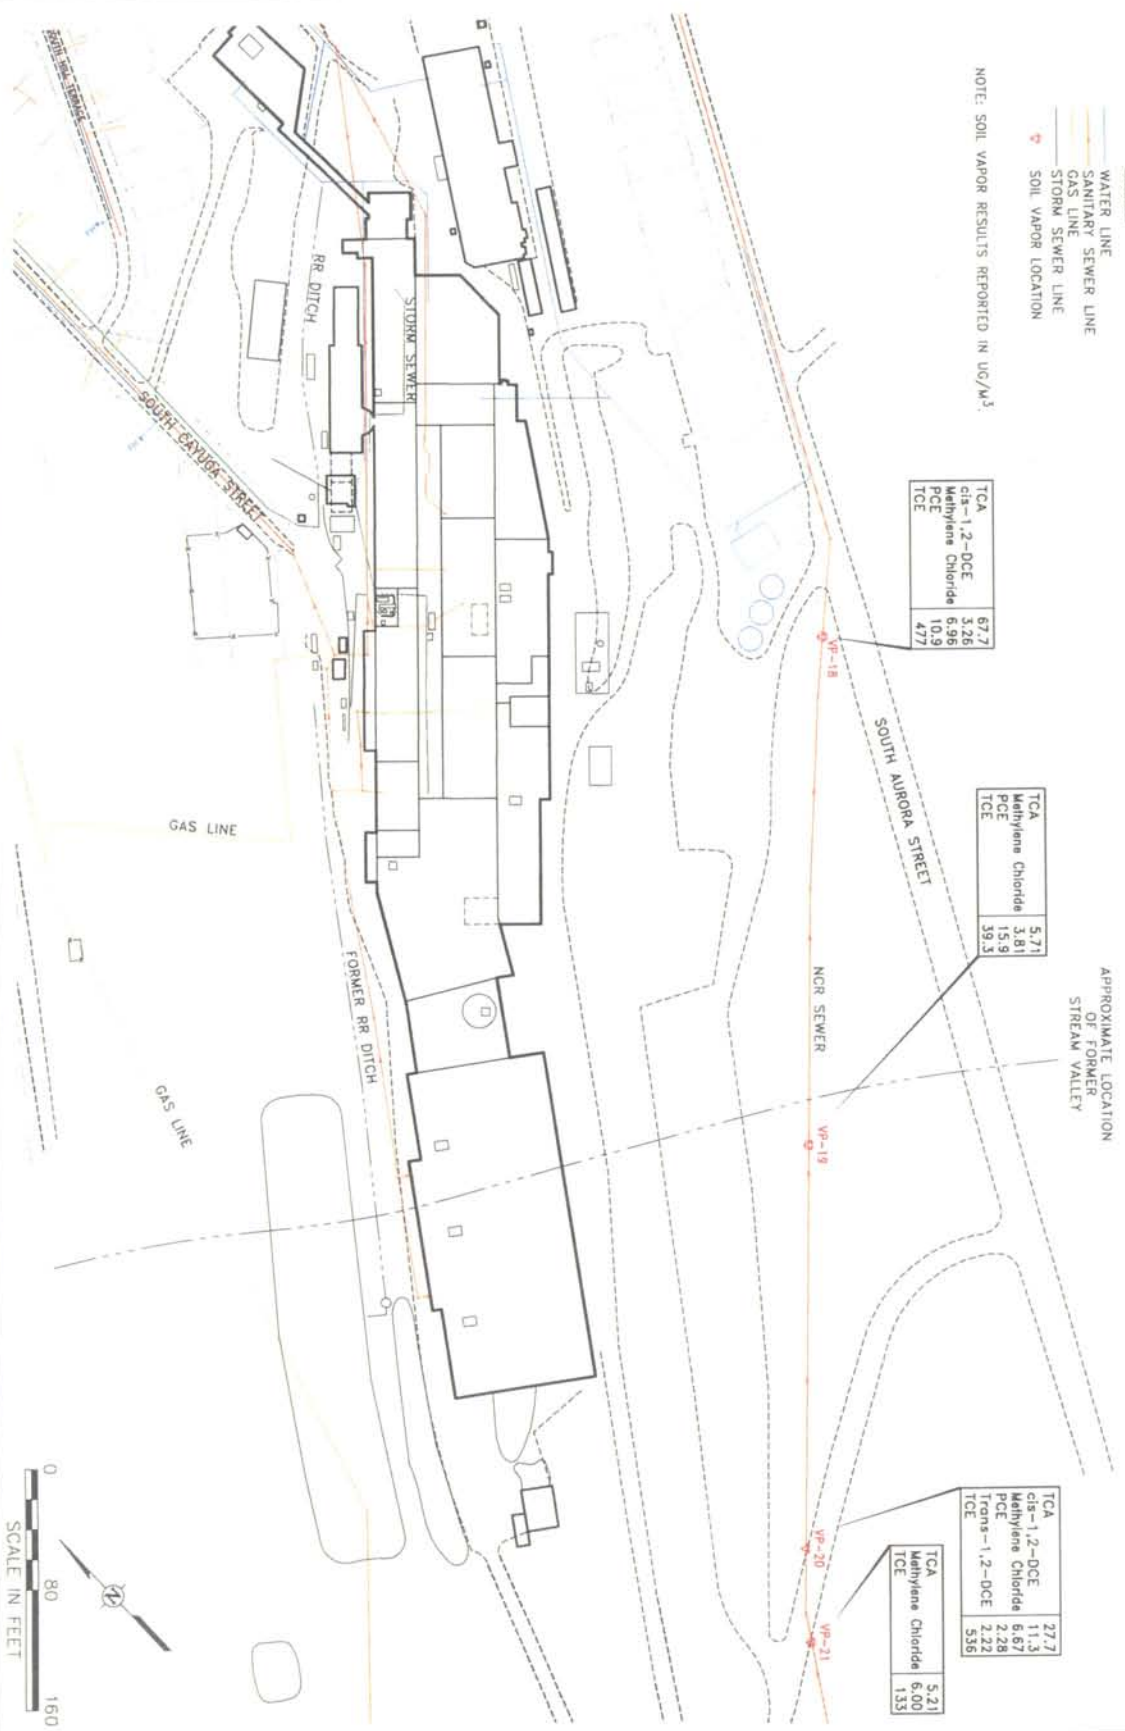 WATER LINE
SANITARY SEWER LINE
GAS LINE
STORM SEWER LINE
SOIL VAPOR LOCATION
NOTE: SOIL VAPOR RESULTS REPORTED IN UG/M3.
TCA 67.7
cis-1,2-DCE 3.26
Methylene Chloride 6.96
PCE 10.9
TCE 477
TCA 5.71
Methylene Chloride 3.81
PCE 15.9
TCE 39.3
APPROXIMATE LOCATION
OF FORMER
STREAM VALLEY
TCA 27.7
cis-1,2-DCE 11.3
Methylene Chloride 6.67
PCE 2.28
Trans-1,2-DCE 2.22
TCE 536
TCA 5.21
Methylene Chloride 6.00
TCE 133
SOUTH AURORA STREET
VP-18
NCR SEWER
VP-19
VP-20
VP-21
STORM SEWER
RR DITCH
SOUTH HILL TERRACE
SOUTH CAYUGA STREET
GAS LINE
FORMER RR DITCH
GAS LINE
N
0 80 160
SCALE IN FEET